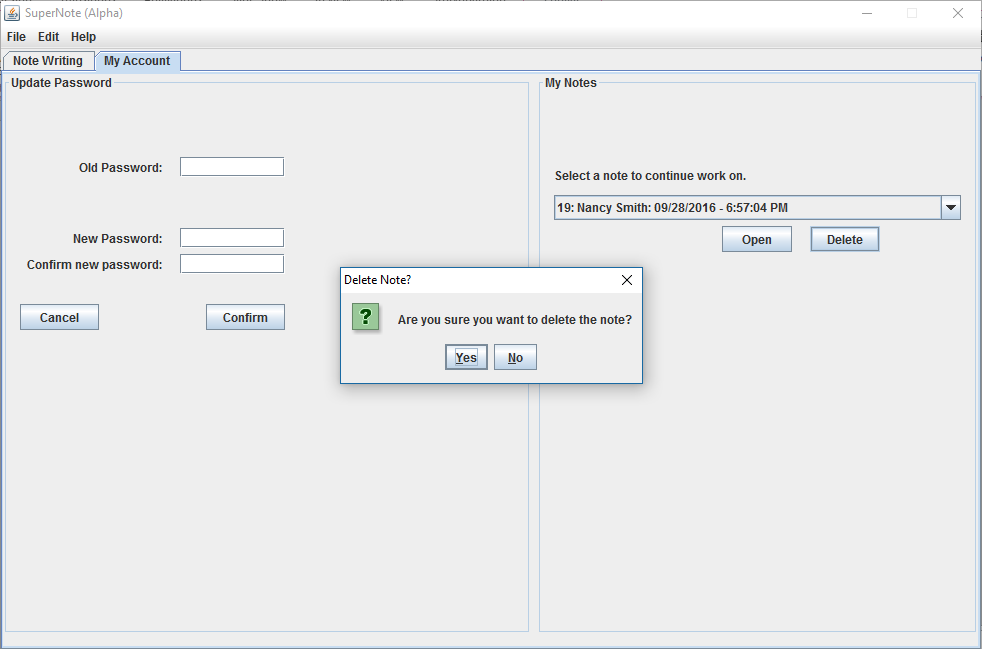 SuperNote (Alpha)
File Edit Help
Note Writing My Account
Update Password
Old Password:
New Password:
Confirm new password:
Cancel Confirm
My Notes
Select a note to continue work on.
19: Nancy Smith: 09/28/2016 - 6:57:04 PM
Open Delete
Delete Note?
?
Are you sure you want to delete the note?
Yes No